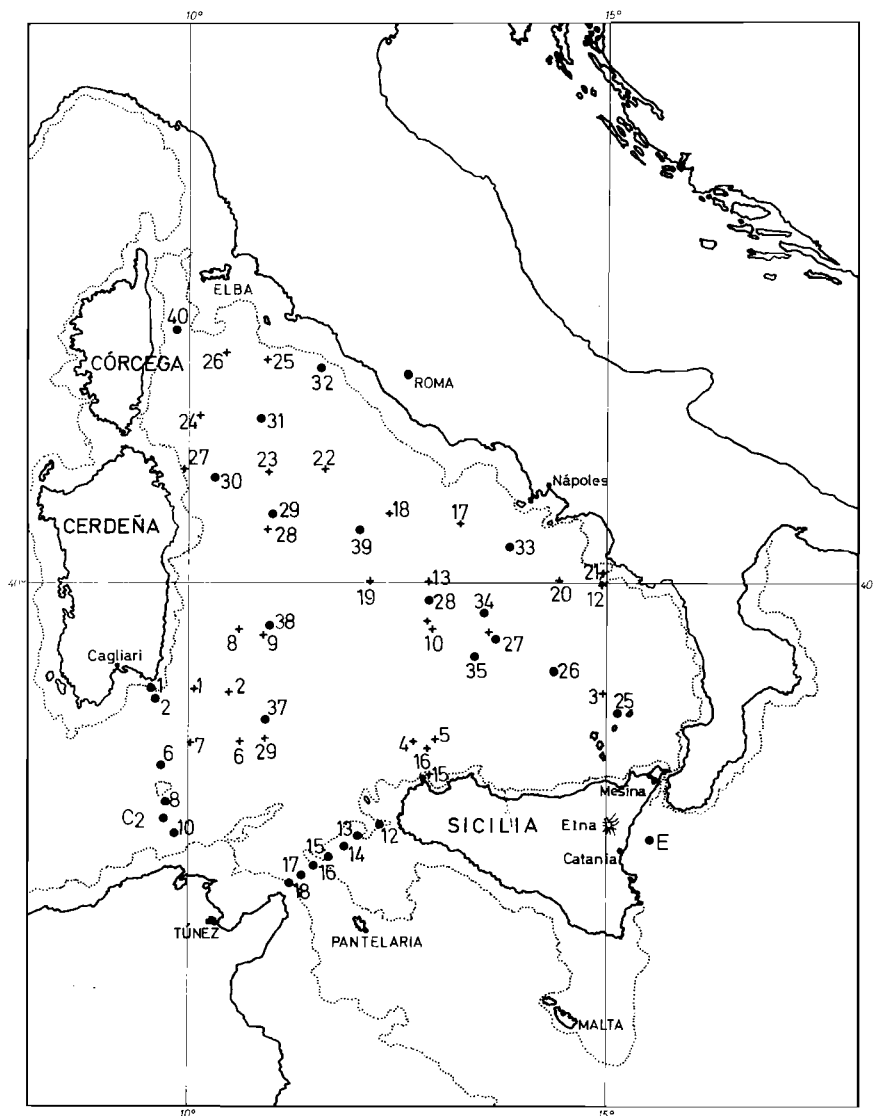 10° 15°
ELBA
40
CÓRCEGA 26 25
32 ROMA
24 31
27 23 22
30 Nápoles
CERDEÑA 29 18 17
28 39 33
40° 19 13 20 21 40
12
28 34
8 38 10 27
9
Cagliari 35 26
1 1 2 3 25
2 37
7 6 29 4 5
6 16
15 Mesina
8
C2 13 12 SICILIA Etna E
10 15 14
17 16 Catania
18
TÚNEZ PANTELARIA
MALTA
10° 15°